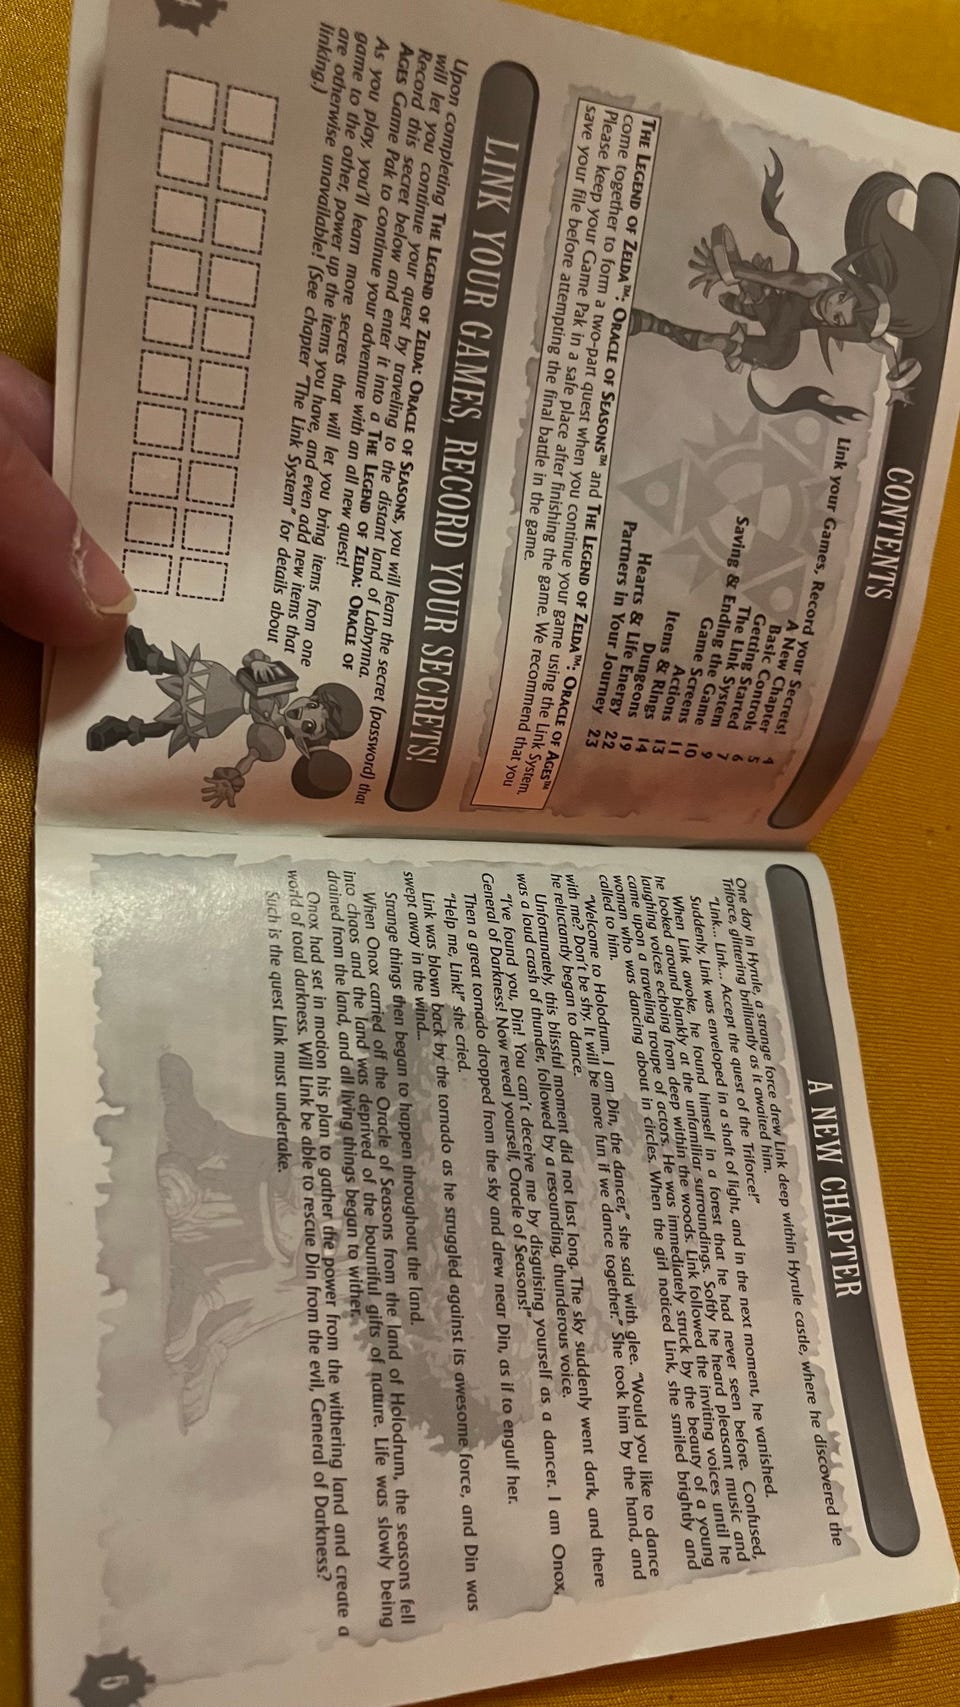 CONTENTS
Link your Games, Record your Secrets! 4
A New Chapter 5
Basic Controls 6
Getting Started 7
The Link System 9
Saving & Ending the Game 10
Game Screens 11
Actions 13
Items & Rings 14
Dungeons 19
Hearts & Life Energy 22
Partners in Your Journey 23
THE LEGEND OF ZELDA™: ORACLE OF SEASONS™ and THE LEGEND OF ZELDA™: ORACLE OF AGES™
come together to form a two-part quest when you continue your game using the Link System.
Please keep your Game Pak in a safe place after finishing the game. We recommend that you
save your file before attempting the final battle in the game.
LINK YOUR GAMES, RECORD YOUR SECRETS!
Upon completing THE LEGEND OF ZELDA: ORACLE OF SEASONS, you will learn the secret (password) that
will let you continue your quest by traveling to the distant land of Labrynna.
Record this secret below and enter it into a THE LEGEND OF ZELDA: ORACLE OF
AGES Game Pak to continue your adventure with an all new quest!
As you play, you'll learn more secrets that will let you bring items from one
game to the other, power up the items you have, and even add new items that
are otherwise unavailable! (See chapter "The Link System" for details about
linking.)
4
A NEW CHAPTER
One day in Hyrule, a strange force drew Link deep within Hyrule castle, where he discovered the
Triforce, glittering brilliantly as it awaited him.
"Link... Link... Accept the quest of the Triforce!"
Suddenly, Link was enveloped in a shaft of light, and in the next moment, he vanished.
When Link awoke, he found himself in a forest that he had never seen before. Confused,
he looked around blankly at the unfamiliar surroundings. Softly he heard pleasant music and
laughing voices echoing from deep within the woods. Link followed the inviting voices until he
came upon a traveling troupe of actors. He was immediately struck by the beauty of a young
woman who was dancing about in circles. When the girl noticed Link, she smiled brightly and
called to him.
"Welcome to Holodrum. I am Din, the dancer," she said with glee. "Would you like to dance
with me? Don't be shy. It will be more fun if we dance together." She took him by the hand, and
he reluctantly began to dance.
Unfortunately, this blissful moment did not last long. The sky suddenly went dark, and there
was a loud crash of thunder, followed by a resounding, thunderous voice.
"I've found you, Din! You can't deceive me by disguising yourself as a dancer. I am Onox,
General of Darkness! Now reveal yourself, Oracle of Seasons!"
Then a great tornado dropped from the sky and drew near Din, as if to engulf her.
"Help me, Link!" she cried.
Link was blown back by the tornado as he struggled against its awesome force, and Din was
swept away in the wind...
Strange things then began to happen throughout the land.
When Onox carried off the Oracle of Seasons from the land of Holodrum, the seasons fell
into chaos and the land was deprived of the bountiful gifts of nature. Life was slowly being
drained from the land, and all living things began to wither.
Onox had set in motion his plan to gather the power from the withering land and create a
world of total darkness. Will Link be able to rescue Din from the evil, General of Darkness?
Such is the quest Link must undertake.
5